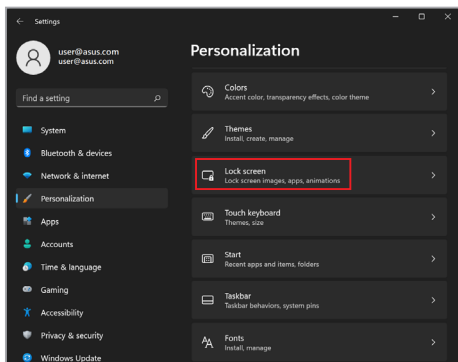 Settings
user@asus.com
user@asus.com
Find a setting
System
Bluetooth & devices
Network & internet
Personalization
Apps
Accounts
Time & language
Gaming
Accessibility
Privacy & security
Windows Update
Personalization
Colors
Accent color, transparency effects, color theme
Themes
Install, create, manage
Lock screen
Lock screen images, apps, animations
Touch keyboard
Themes, size
Start
Recent apps and items, folders
Taskbar
Taskbar behaviors, system pins
Fonts
Install, manage